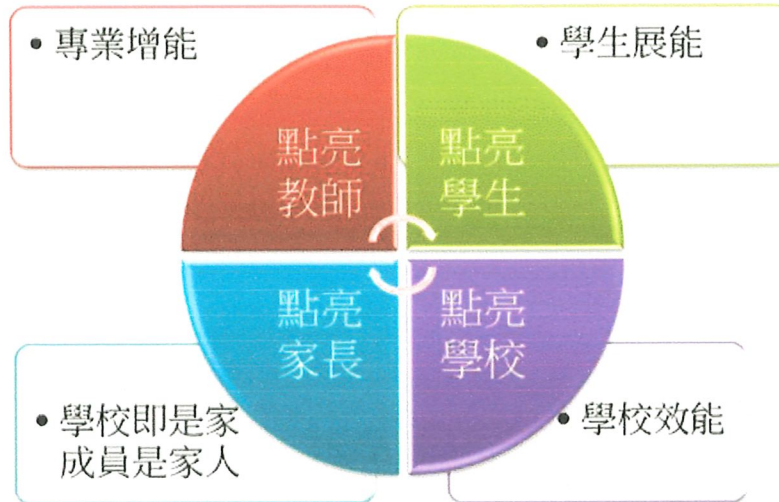 • 專業增能
• 學生展能
點亮
教師
點亮
學生
點亮
家長
點亮
學校
• 學校即是家
成員是家人
• 學校效能